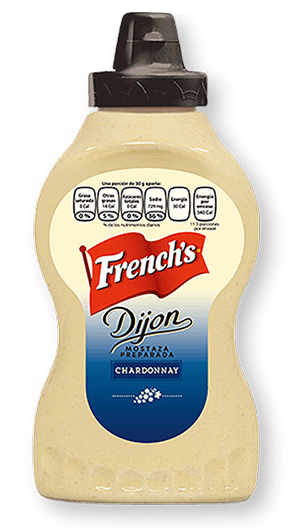 Una porción de 30 g aporta:
Grasa saturada 0 Cal 0 %
Otras grasas 18 Cal 5 %
Azúcares totales 0 Cal 0 %
Sodio 729 mg 36 %
Energía 30 Cal
Energía por envase 340 Cal
% de los nutrimentos diarios
11.3 porciones por envase
French's®
Dijon
MOSTAZA
PREPARADA
CHARDONNAY